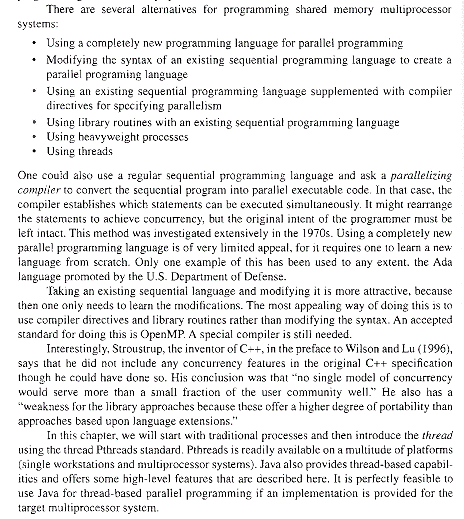 There are several alternatives for programming shared memory multiprocessor
systems:
• Using a completely new programming language for parallel programming
• Modifying the syntax of an existing sequential programming language to create a
parallel programing language
• Using an existing sequential programming language supplemented with compiler
directives for specifying parallelism
• Using library routines with an existing sequential programming language
• Using heavyweight processes
• Using threads
One could also use a regular sequential programming language and ask a parallelizing
compiler to convert the sequential program into parallel executable code. In that case, the
compiler establishes which statements can be executed simultaneously. It might rearrange
the statements to achieve concurrency, but the original intent of the programmer must be
left intact. This method was investigated extensively in the 1970s. Using a completely new
parallel programming language is of very limited appeal, for it requires one to learn a new
language from scratch. Only one example of this has been used to any extent, the Ada
language promoted by the U.S. Department of Defense.
Taking an existing sequential language and modifying it is more attractive, because
then one only needs to learn the modifications. The most appealing way of doing this is to
use compiler directives and library routines rather than modifying the syntax. An accepted
standard for doing this is OpenMP. A special compiler is still needed.
Interestingly, Stroustrup, the inventor of C++, in the preface to Wilson and Lu (1996),
says that he did not include any concurrency features in the original C++ specification
though he could have done so. His conclusion was that “no single model of concurrency
would serve more than a small fraction of the user community well.” He also has a
“weakness for the library approaches because these offer a higher degree of portability than
approaches based upon language extensions.”
In this chapter, we will start with traditional processes and then introduce the thread
using the thread Pthreads standard. Pthreads is readily available on a multitude of platforms
(single workstations and multiprocessor systems). Java also provides thread-based capabil-
ities and offers some high-level features that are described here. It is perfectly feasible to
use Java for thread-based parallel programming if an implementation is provided for the
target multiprocessor system.